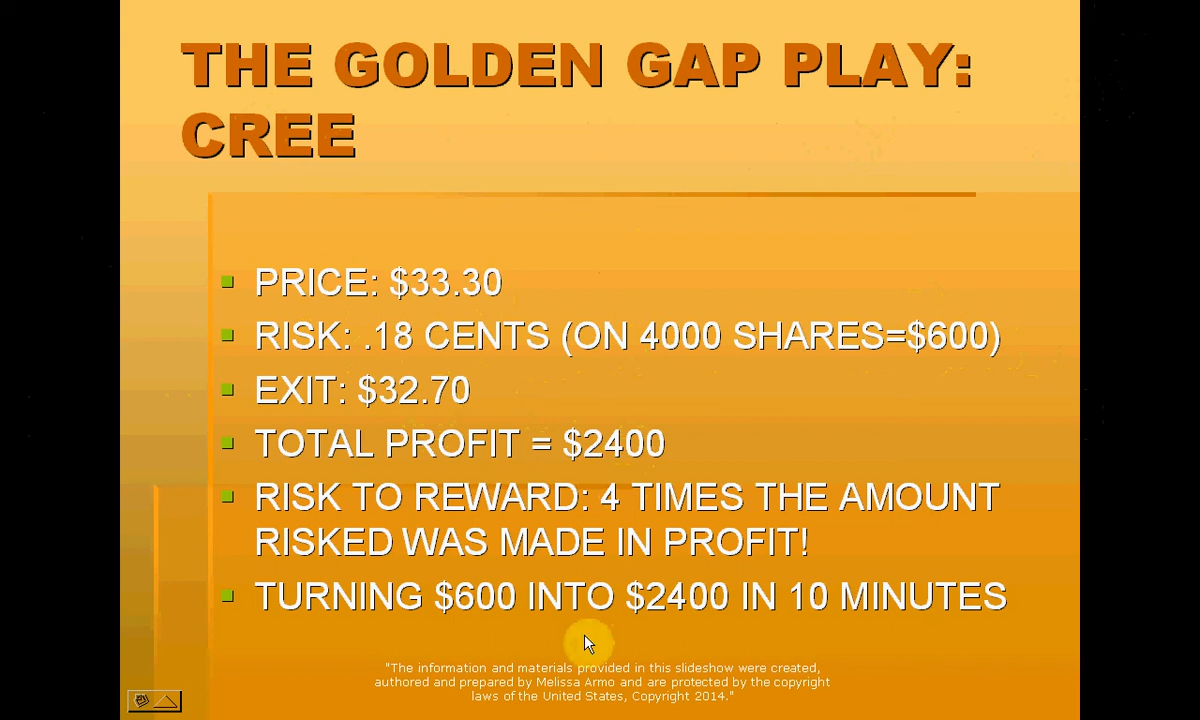 THE GOLDEN GAP PLAY:
CREE
PRICE: $33.30
RISK: .18 CENTS (ON 4000 SHARES=$600)
EXIT: $32.70
TOTAL PROFIT = $2400
RISK TO REWARD: 4 TIMES THE AMOUNT
RISKED WAS MADE IN PROFIT!
TURNING $600 INTO $2400 IN 10 MINUTES
"The information and materials provided in this slideshow were created,
authored and prepared by Melissa Armo and are protected by the copyright
laws of the United States, Copyright 2014."